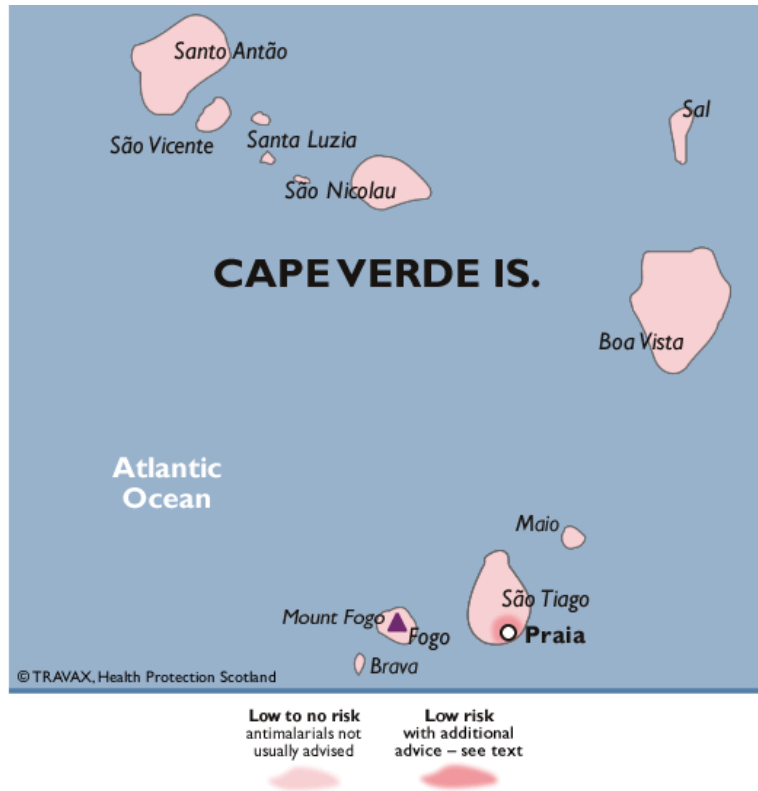 Santo Antão
Sal
São Vicente
Santa Luzia
São Nicolau
CAPE VERDE IS.
Boa Vista
Atlantic
Ocean
Maio
São Tiago
Mount Fogo
Fogo
Praia
Brava
© TRAVAX, Health Protection Scotland
Low to no risk
antimalarials not
usually advised
Low risk
with additional
advice – see text